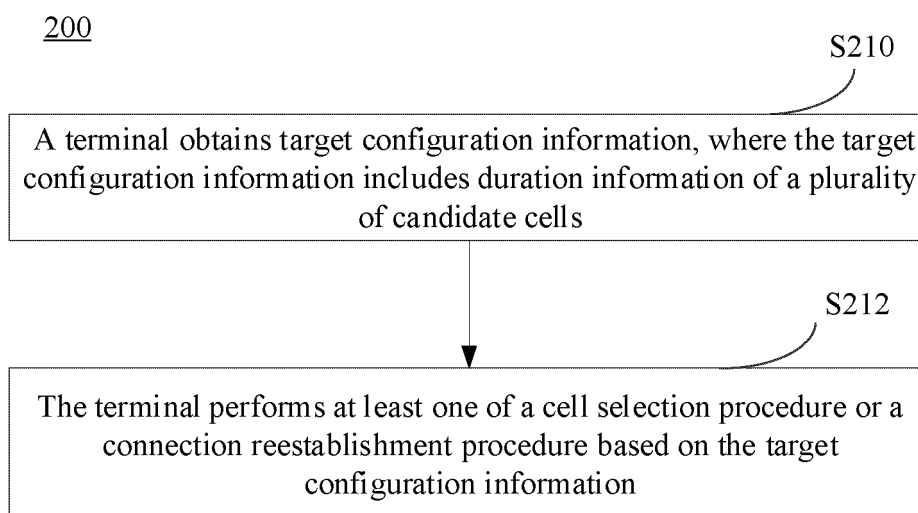 200
S210
A terminal obtains target configuration information, where the target
configuration information includes duration information of a plurality
of candidate cells
S212
The terminal performs at least one of a cell selection procedure or a
connection reestablishment procedure based on the target
configuration information